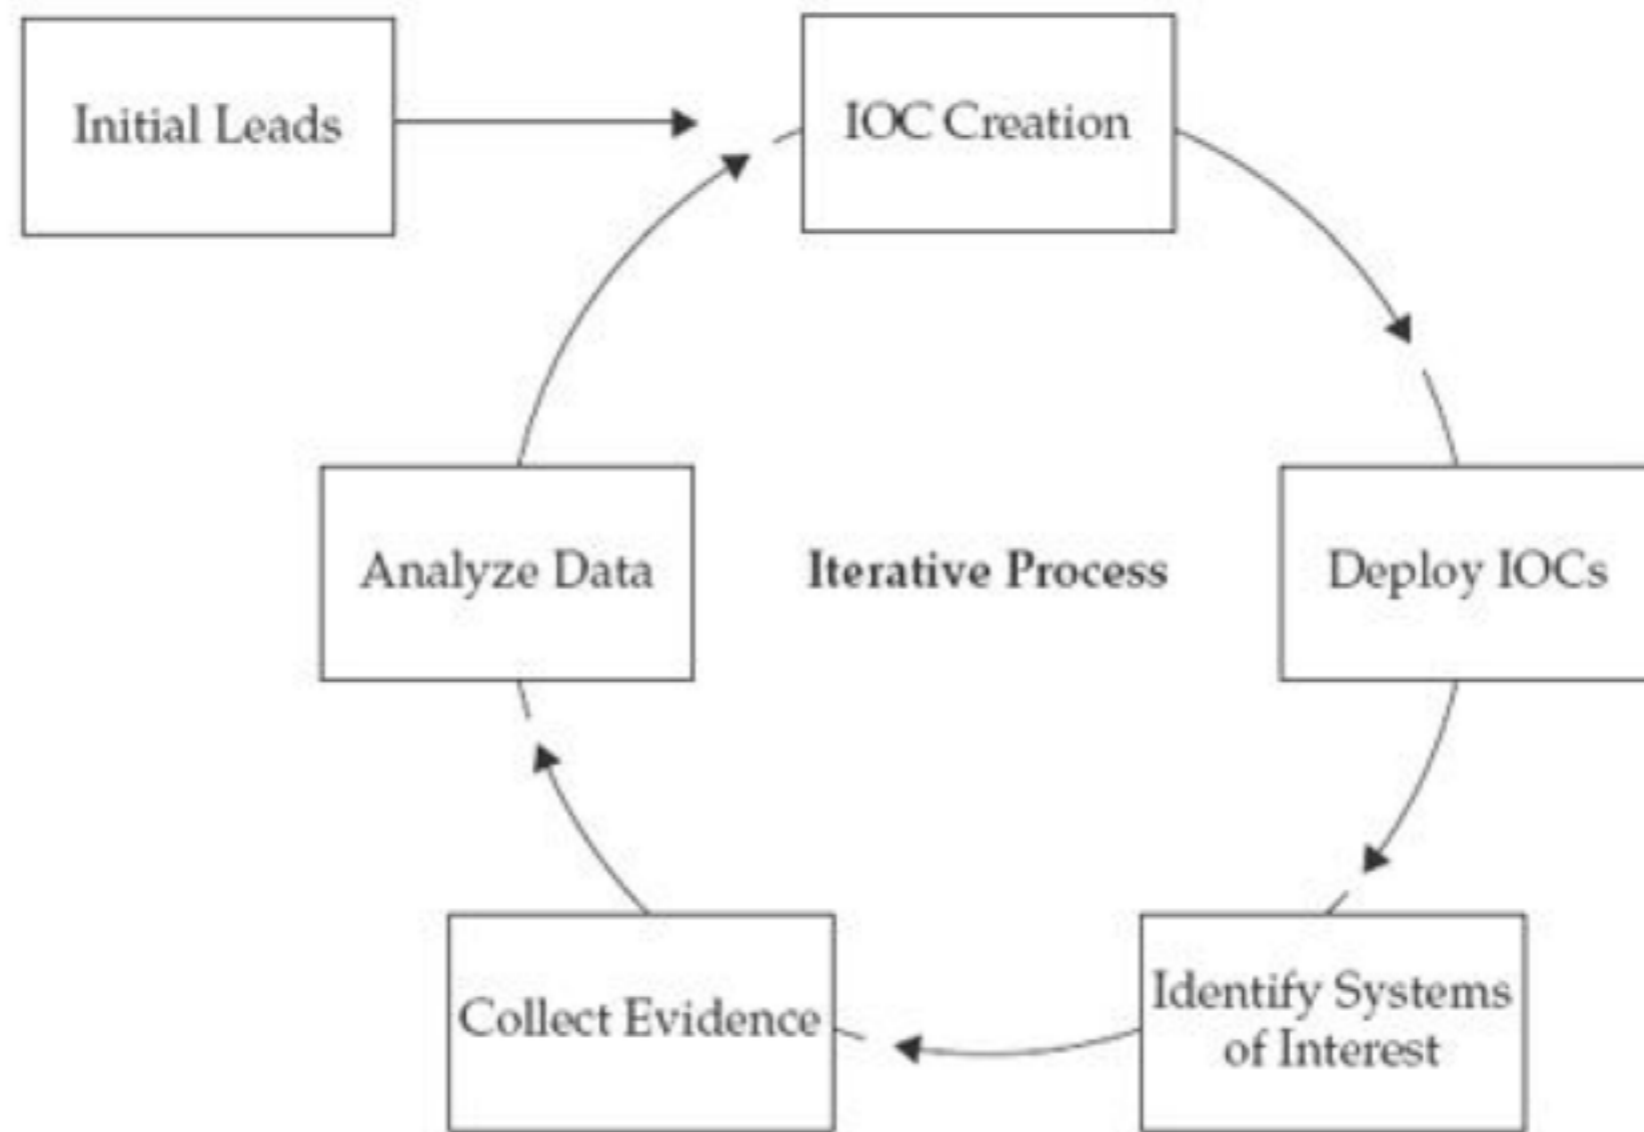 Initial Leads
IOC Creation
Analyze Data
Iterative Process
Deploy IOCs
Collect Evidence
Identify Systems
of Interest